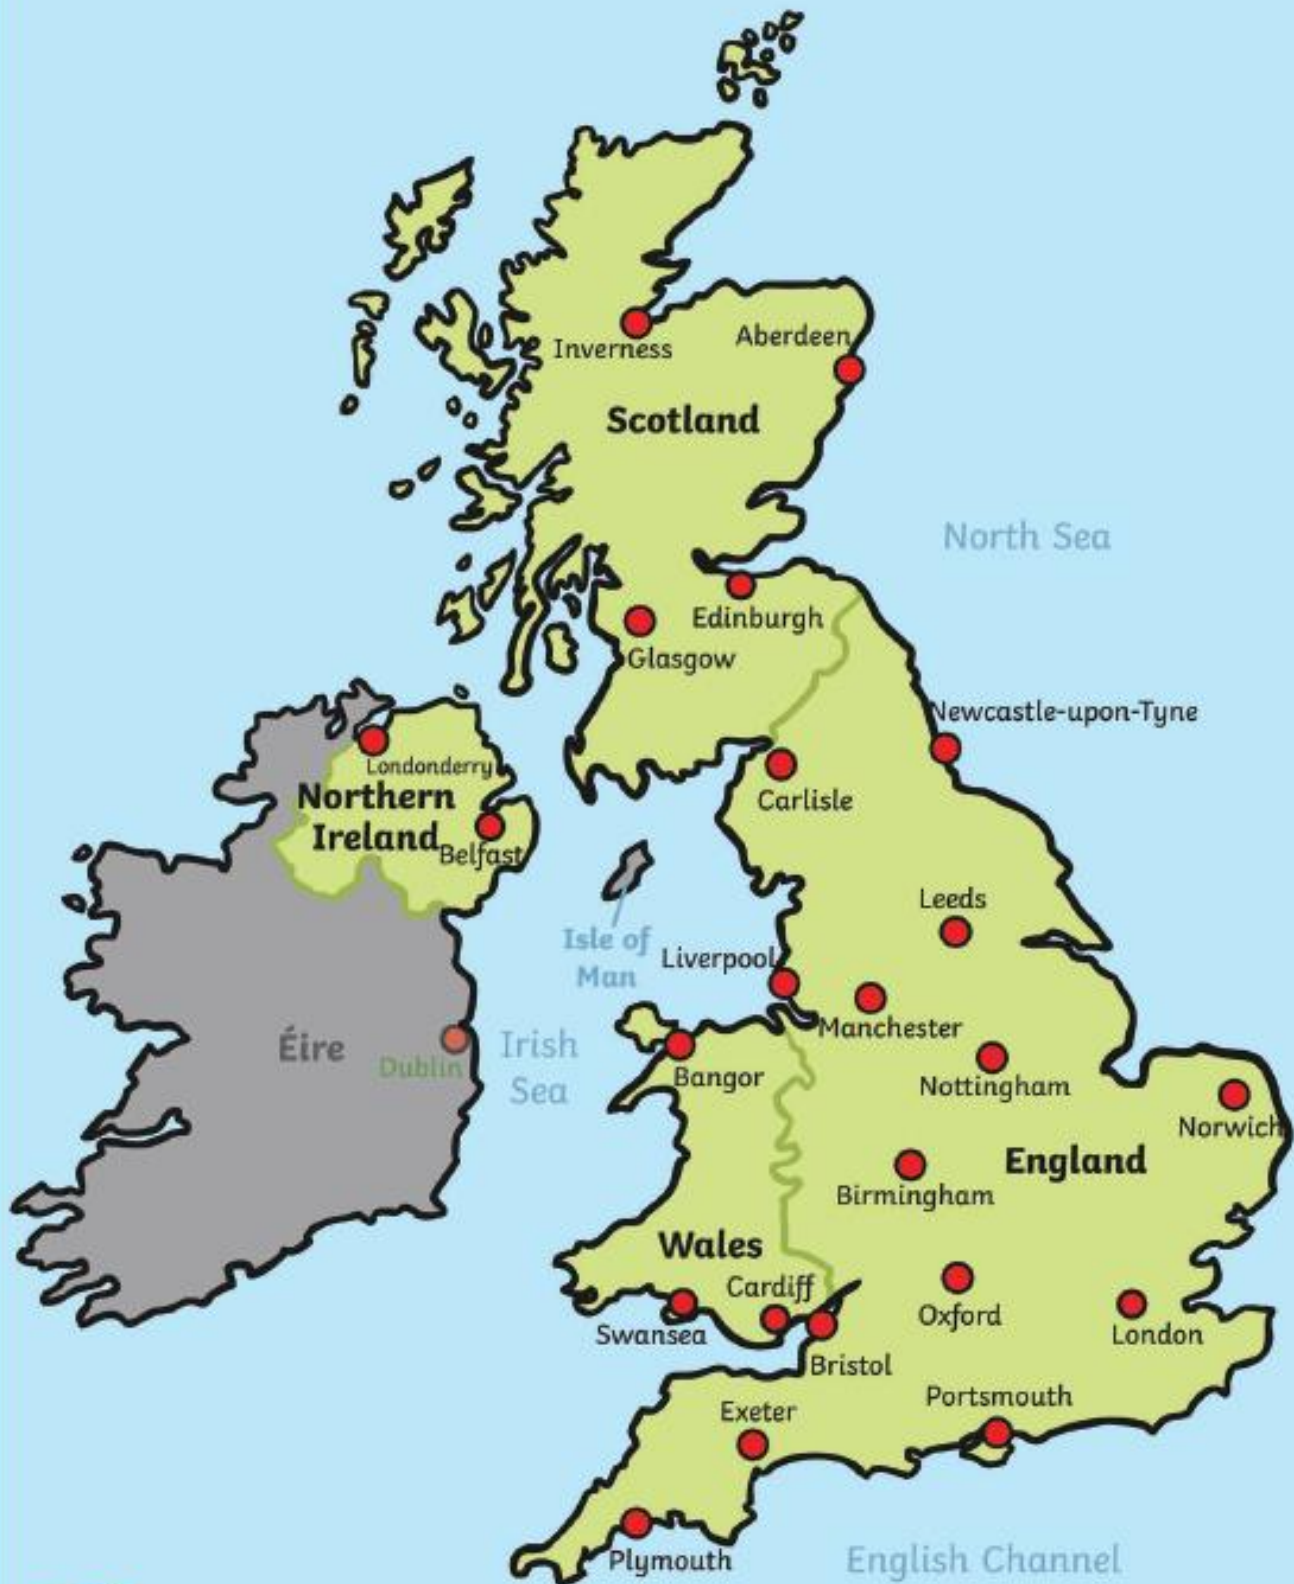 Inverness
Aberdeen
Scotland
North Sea
Edinburgh
Glasgow
Newcastle-upon-Tyne
Londonderry
Northern
Ireland
Belfast
Carlisle
Leeds
Isle of
Man
Liverpool
Manchester
Éire
Dublin
Irish
Sea
Bangor
Nottingham
Norwich
England
Birmingham
Wales
Cardiff
Swansea
Oxford
London
Bristol
Portsmouth
Exeter
Plymouth
English Channel